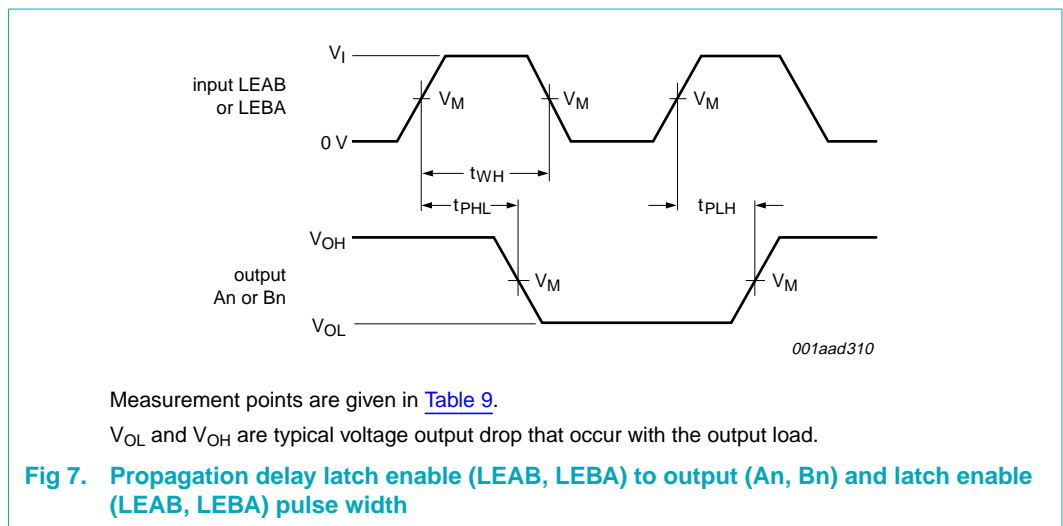 V_I
input LEAB
or LEBA
V_M
V_M
V_M
0 V
t_WH
t_PHL
t_PLH
V_OH
output
An or Bn
V_M
V_M
V_OL
001aad310
Measurement points are given in Table 9.
V_OL and V_OH are typical voltage output drop that occur with the output load.
Fig 7. Propagation delay latch enable (LEAB, LEBA) to output (An, Bn) and latch enable
(LEAB, LEBA) pulse width